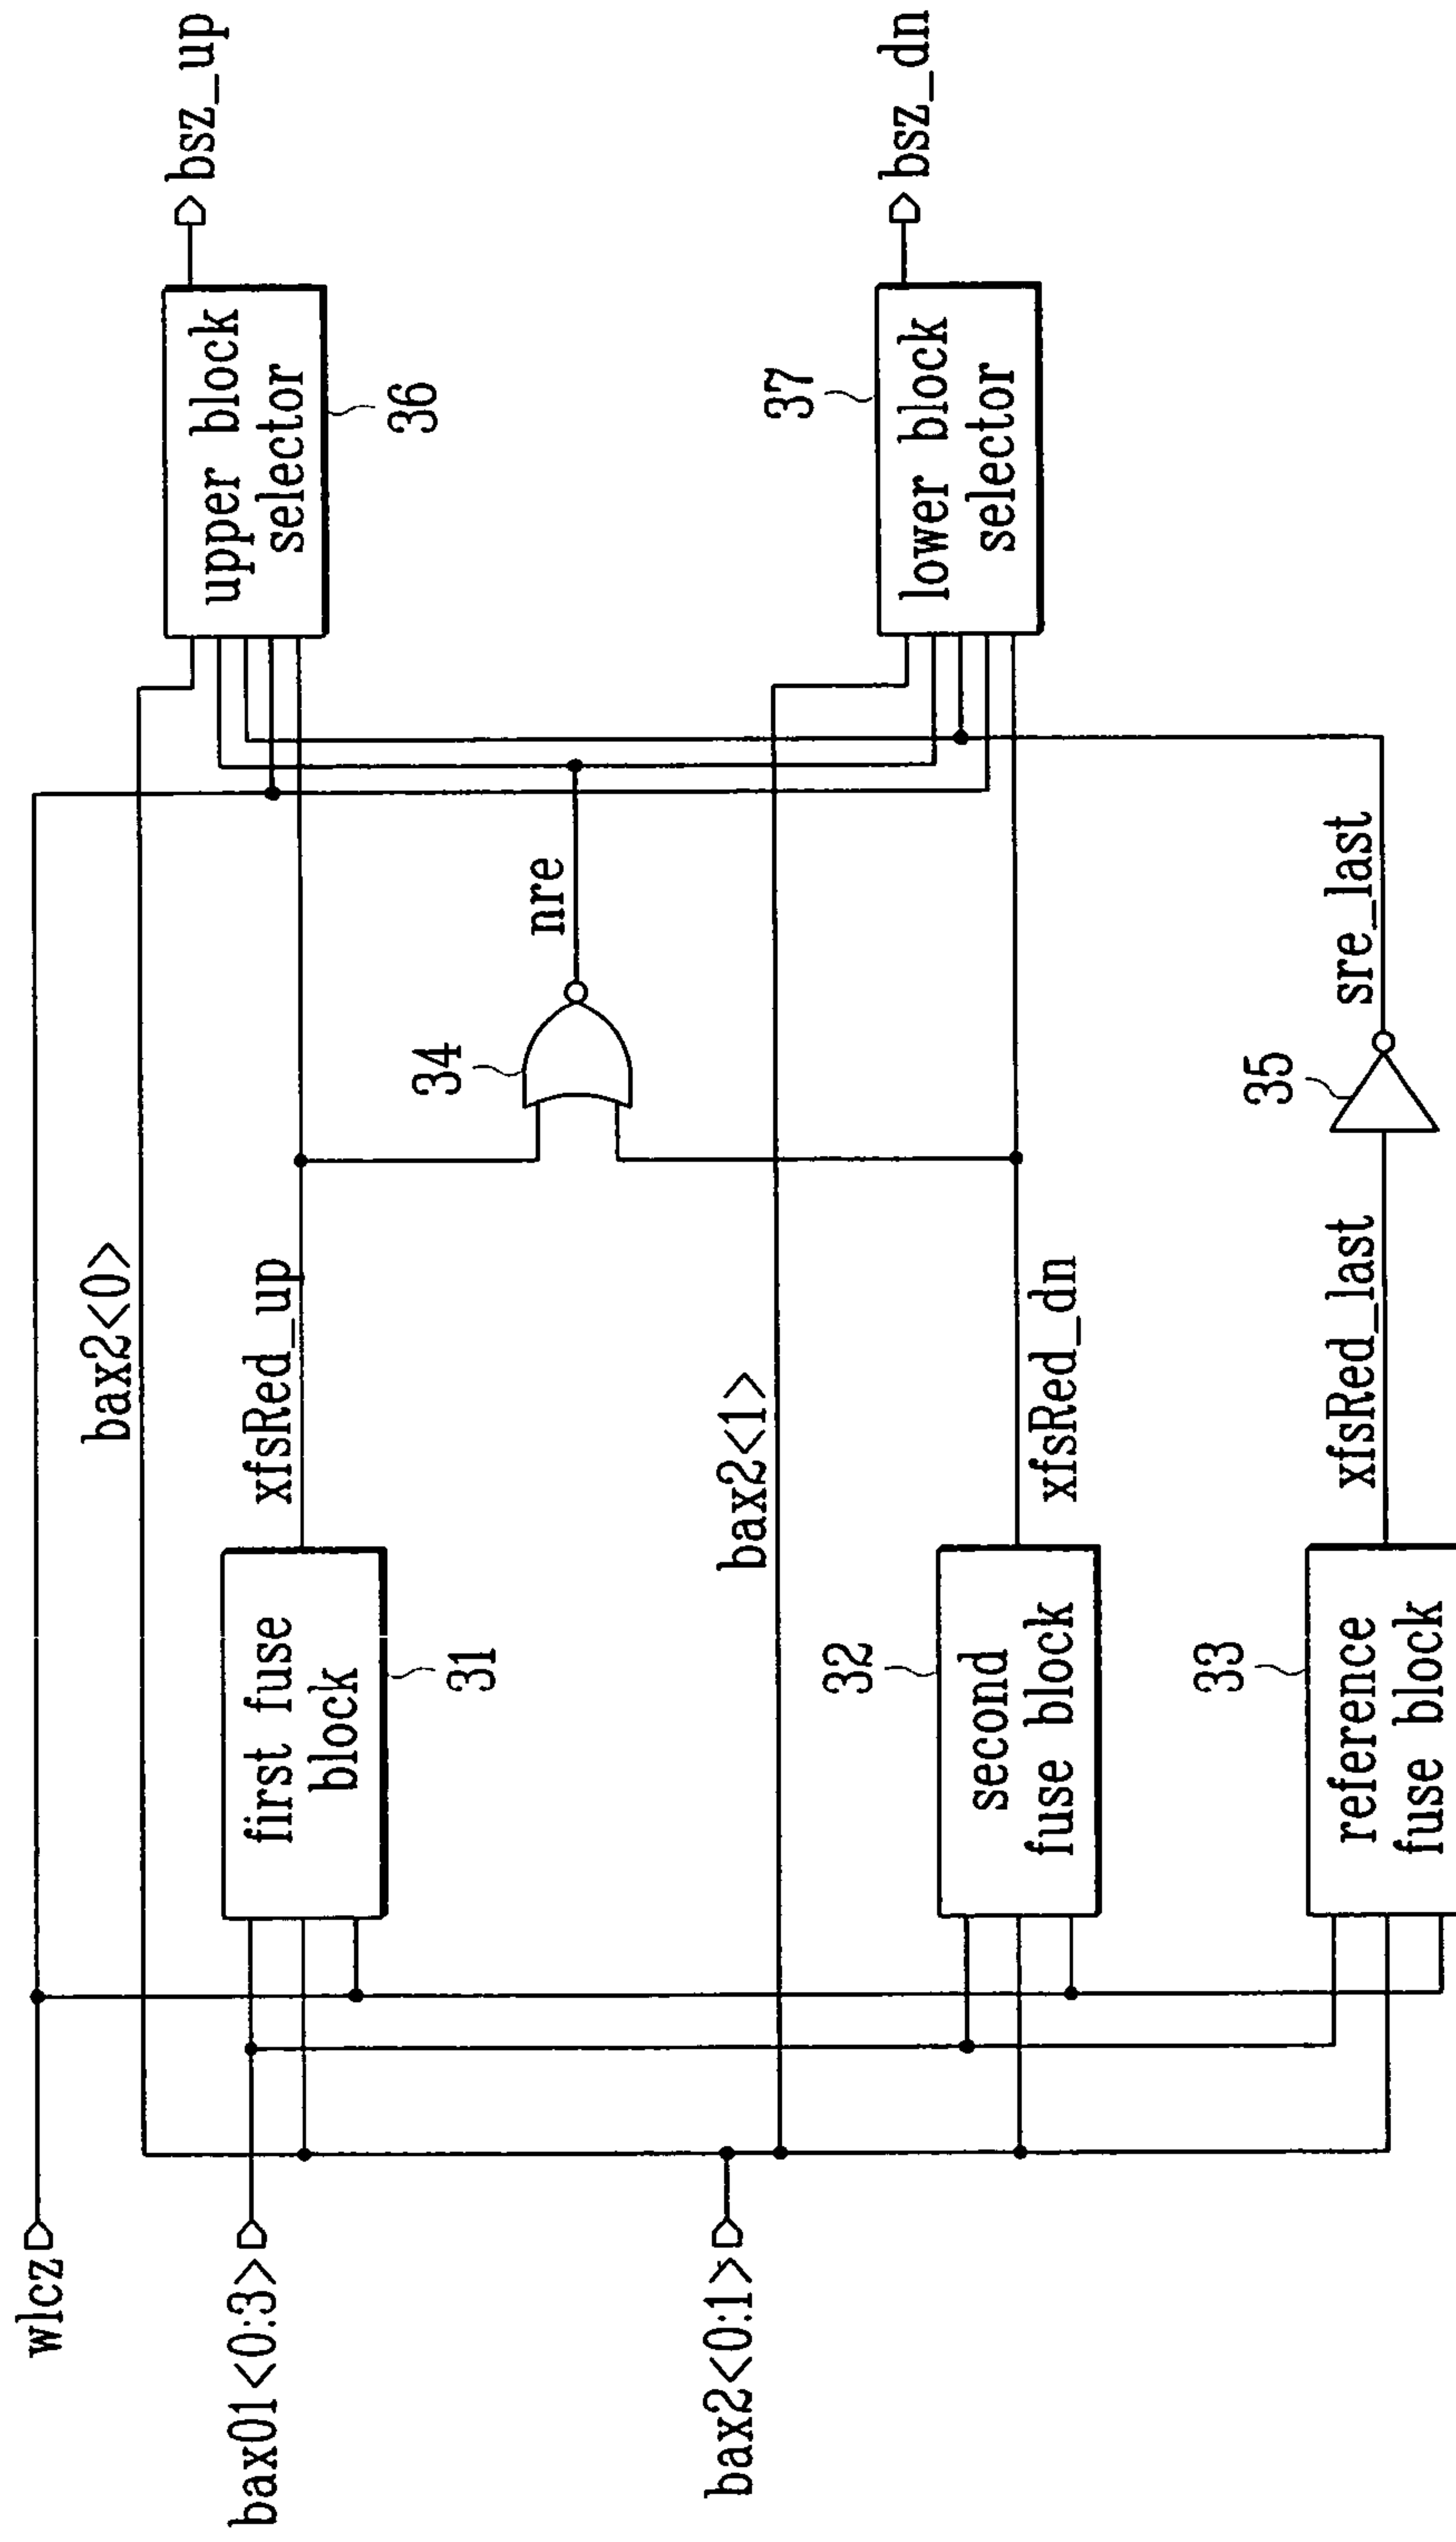 wlcz
bax01<0:3>
bax2<0:1>
first fuse
block
31
second
fuse block
32
reference
fuse block
33
bax2<0>
xfsRed_up
bax2<1>
xfsRed_dn
xfsRed_last
34
nre
35
sre_last
upper block
selector
36
lower block
selector
37
bsz_up
bsz_dn